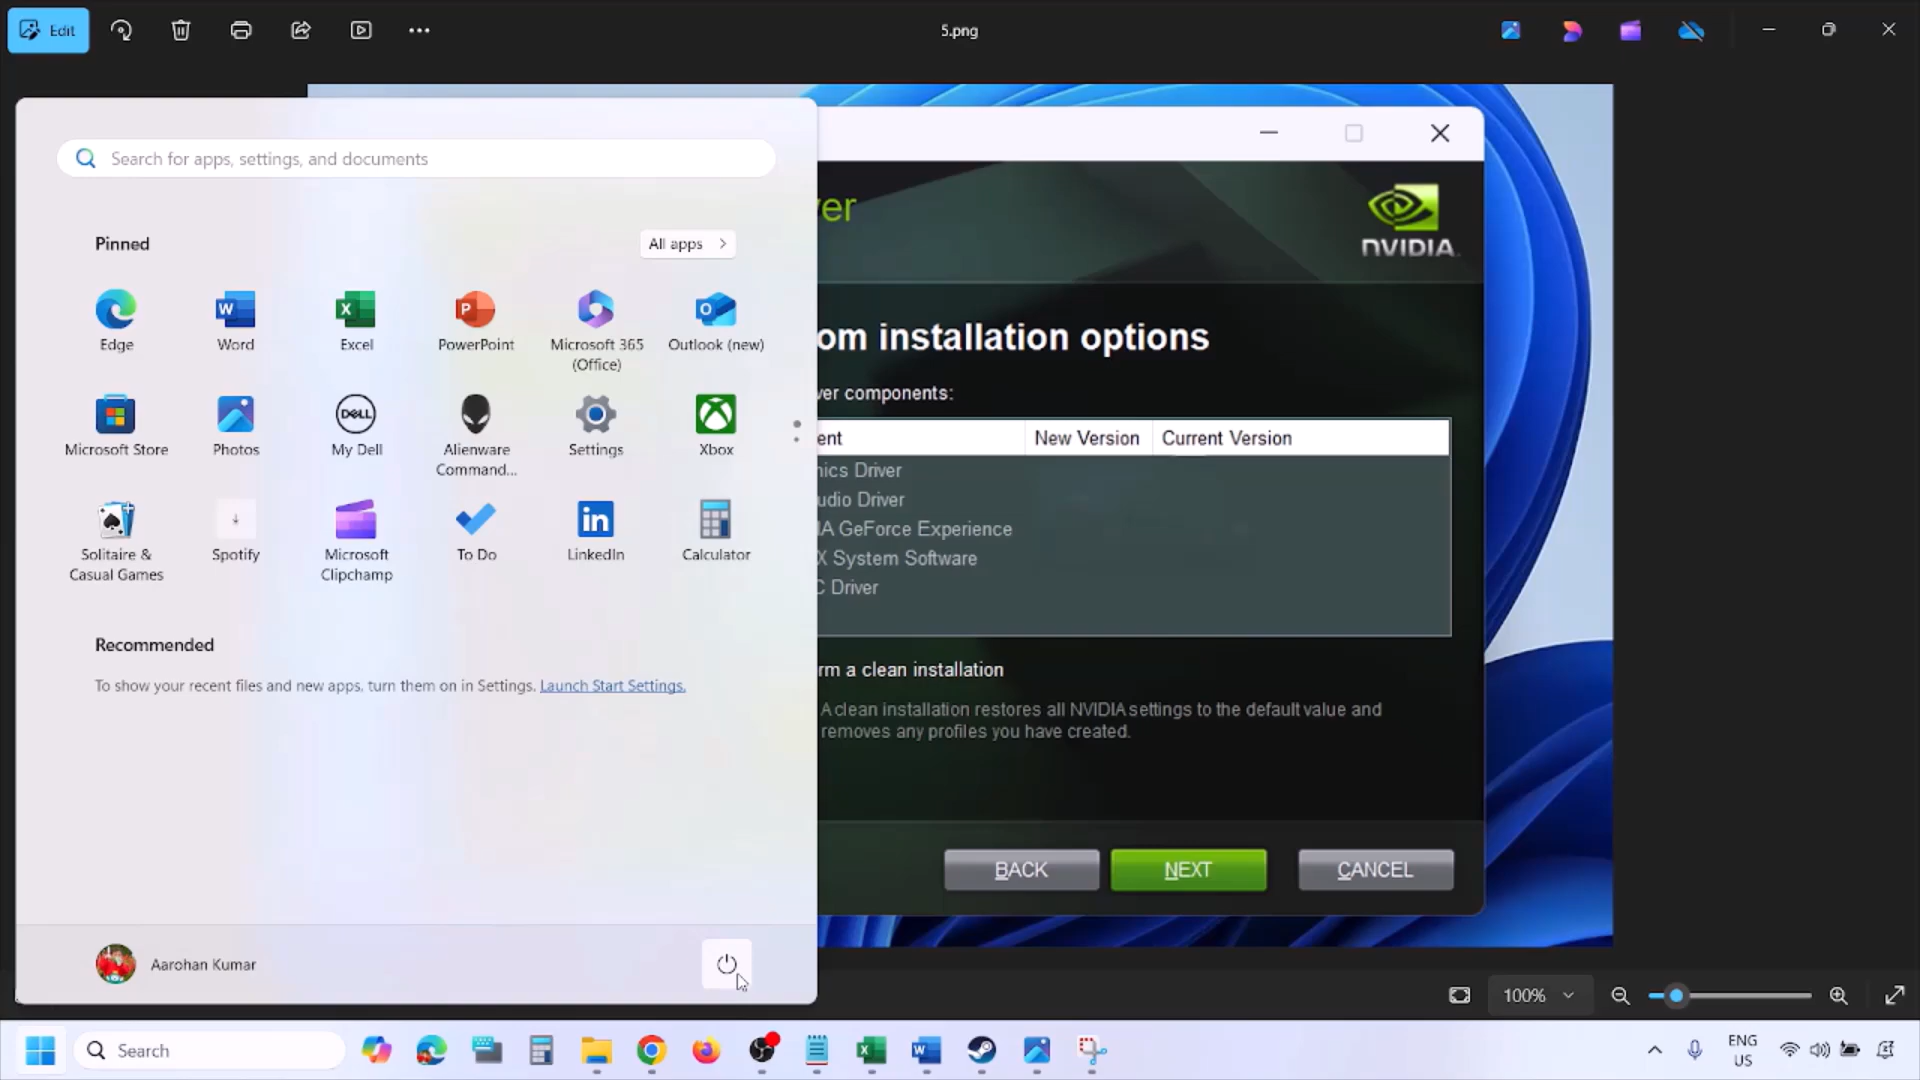 Edit
5.png
Search for apps, settings, and documents
Pinned
All apps
Edge
Word
Excel
PowerPoint
Microsoft 365
(Office)
Outlook (new)
Microsoft Store
Photos
DELL
My Dell
Alienware
Command...
Settings
Xbox
Solitaire &
Casual Games
Spotify
Microsoft
Clipchamp
To Do
LinkedIn
Calculator
Recommended
To show your recent files and new apps, turn them on in Settings. Launch Start Settings.
Aarohan Kumar
ver
NVIDIA.
om installation options
ver components:
ent
New Version
Current Version
nics Driver
udio Driver
IA GeForce Experience
X System Software
C Driver
rm a clean installation
A clean installation restores all NVIDIA settings to the default value and
removes any profiles you have created.
BACK
NEXT
CANCEL
100%
Search
ENG
US